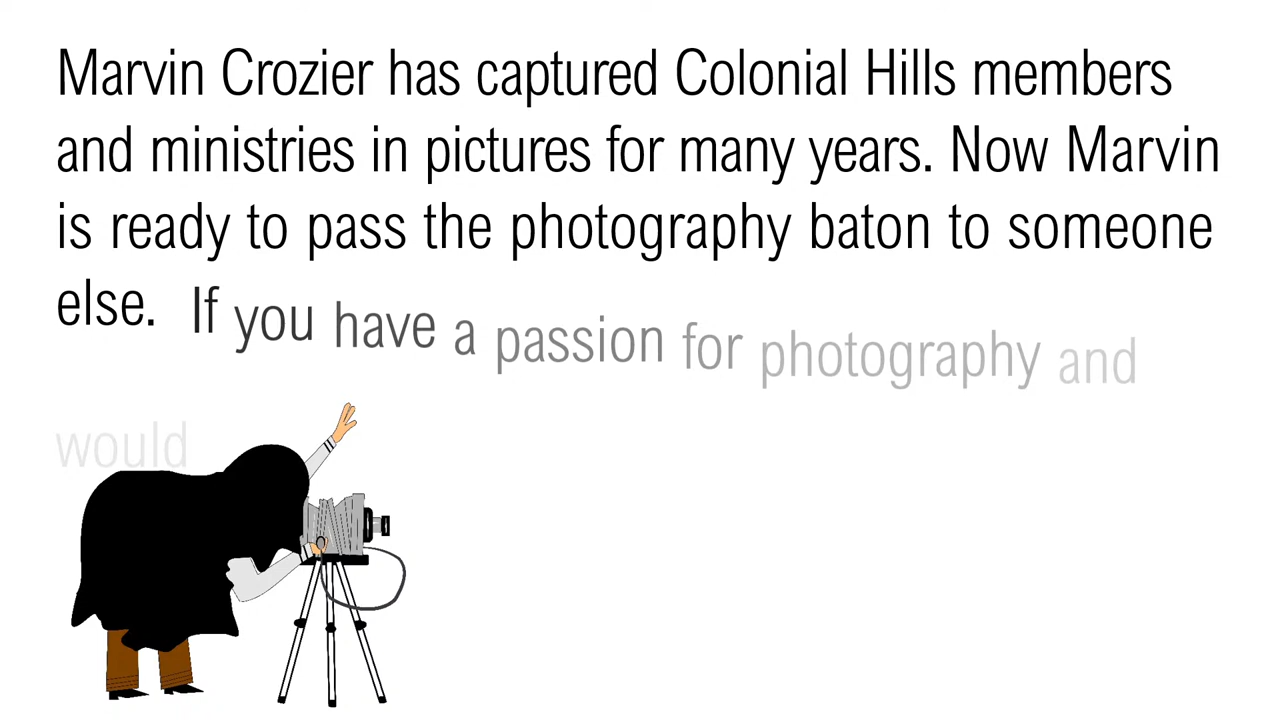 Marvin Crozier has captured Colonial Hills members
and ministries in pictures for many years. Now Marvin
is ready to pass the photography baton to someone
else. If you have a passion for photography and
would